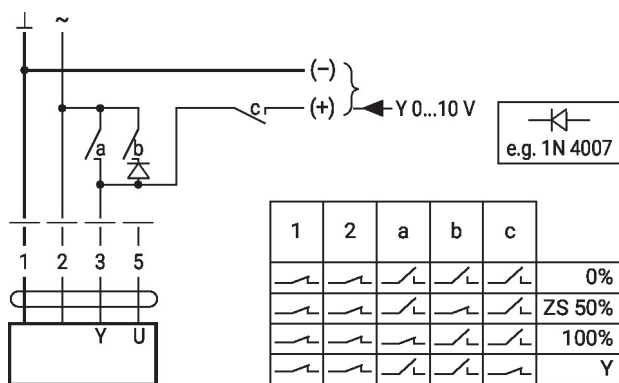 ⊥ ~
(–)
(+)
Y 0...10 V
c
a b
e.g. 1N 4007
1 2 3 5
Y U
1 2 a b c
0%
ZS 50%
100%
Y